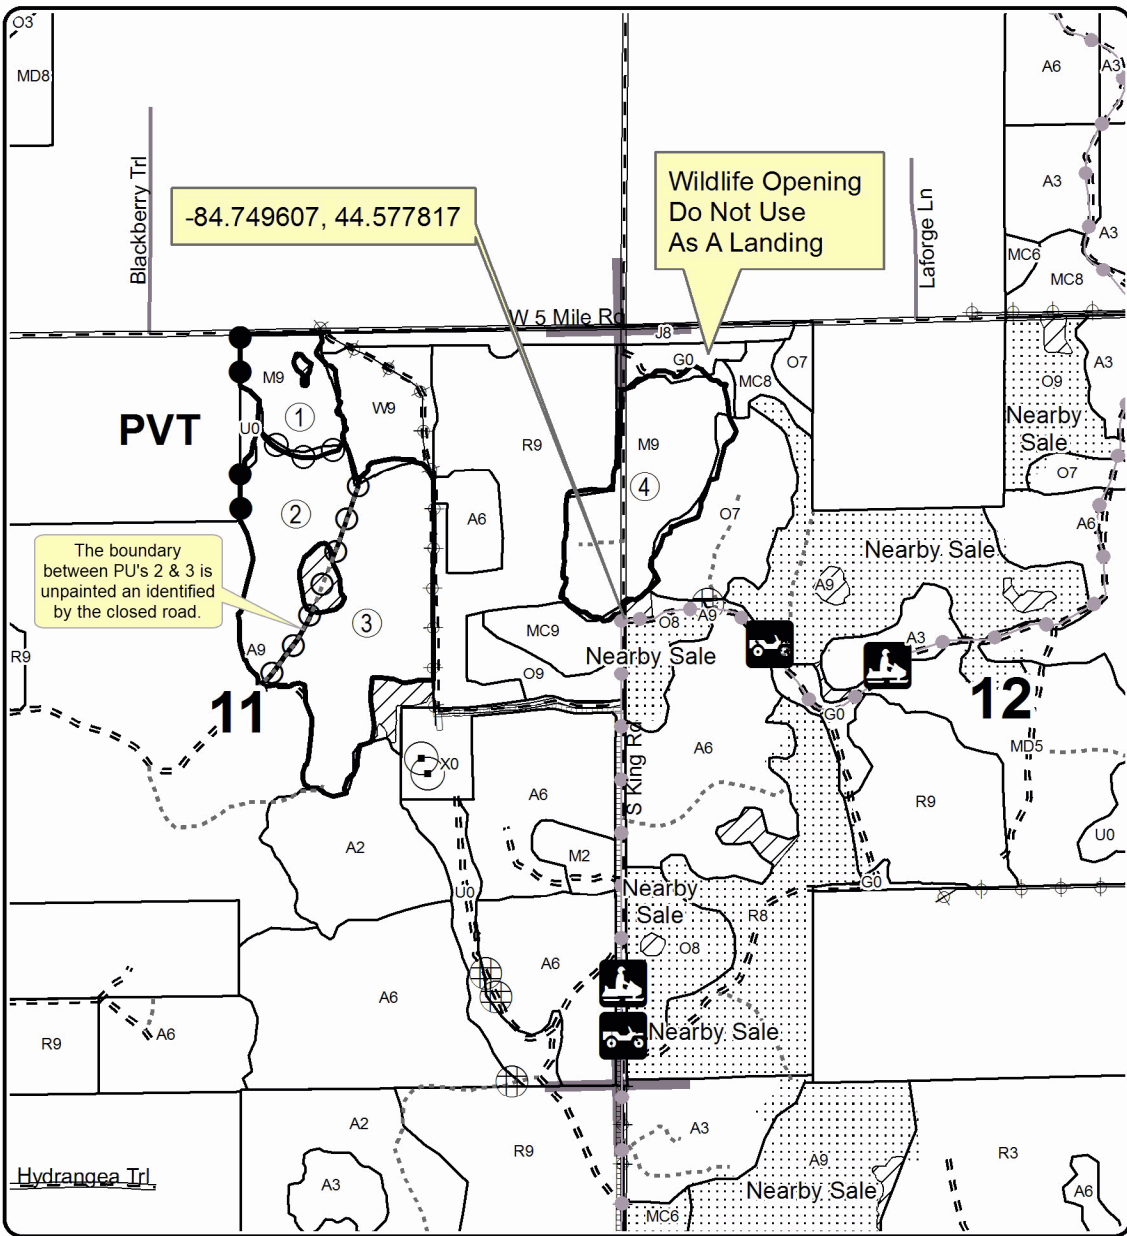 O3
MD8
A6
A3
Blackberry Trl
-84.749607, 44.577817
Wildlife Opening
Do Not Use
As A Landing
Laforge Ln
A3
A3
MC6
MC8
W 5 Mile Rd
J8
G0
O7
MC8
M9
W9
1
PVT
U0
R9
M9
O9
A3
Nearby
Sale
O7
4
2
A6
O7
A6
The boundary
between PU's 2 & 3 is
unpainted an identified
by the closed road.
Nearby Sale
A9
3
MC9
O8
A9
A3
R9
A9
Nearby Sale
O9
11
12
G0
S King Rd
A6
MD5
X0
A6
R9
A2
M2
U0
U0
G0
Nearby
Sale
R8
O8
A6
A6
R9
A6
Nearby Sale
A2
R9
A3
A9
R3
Hydrangea Trl
A3
Nearby Sale
A6
MC6